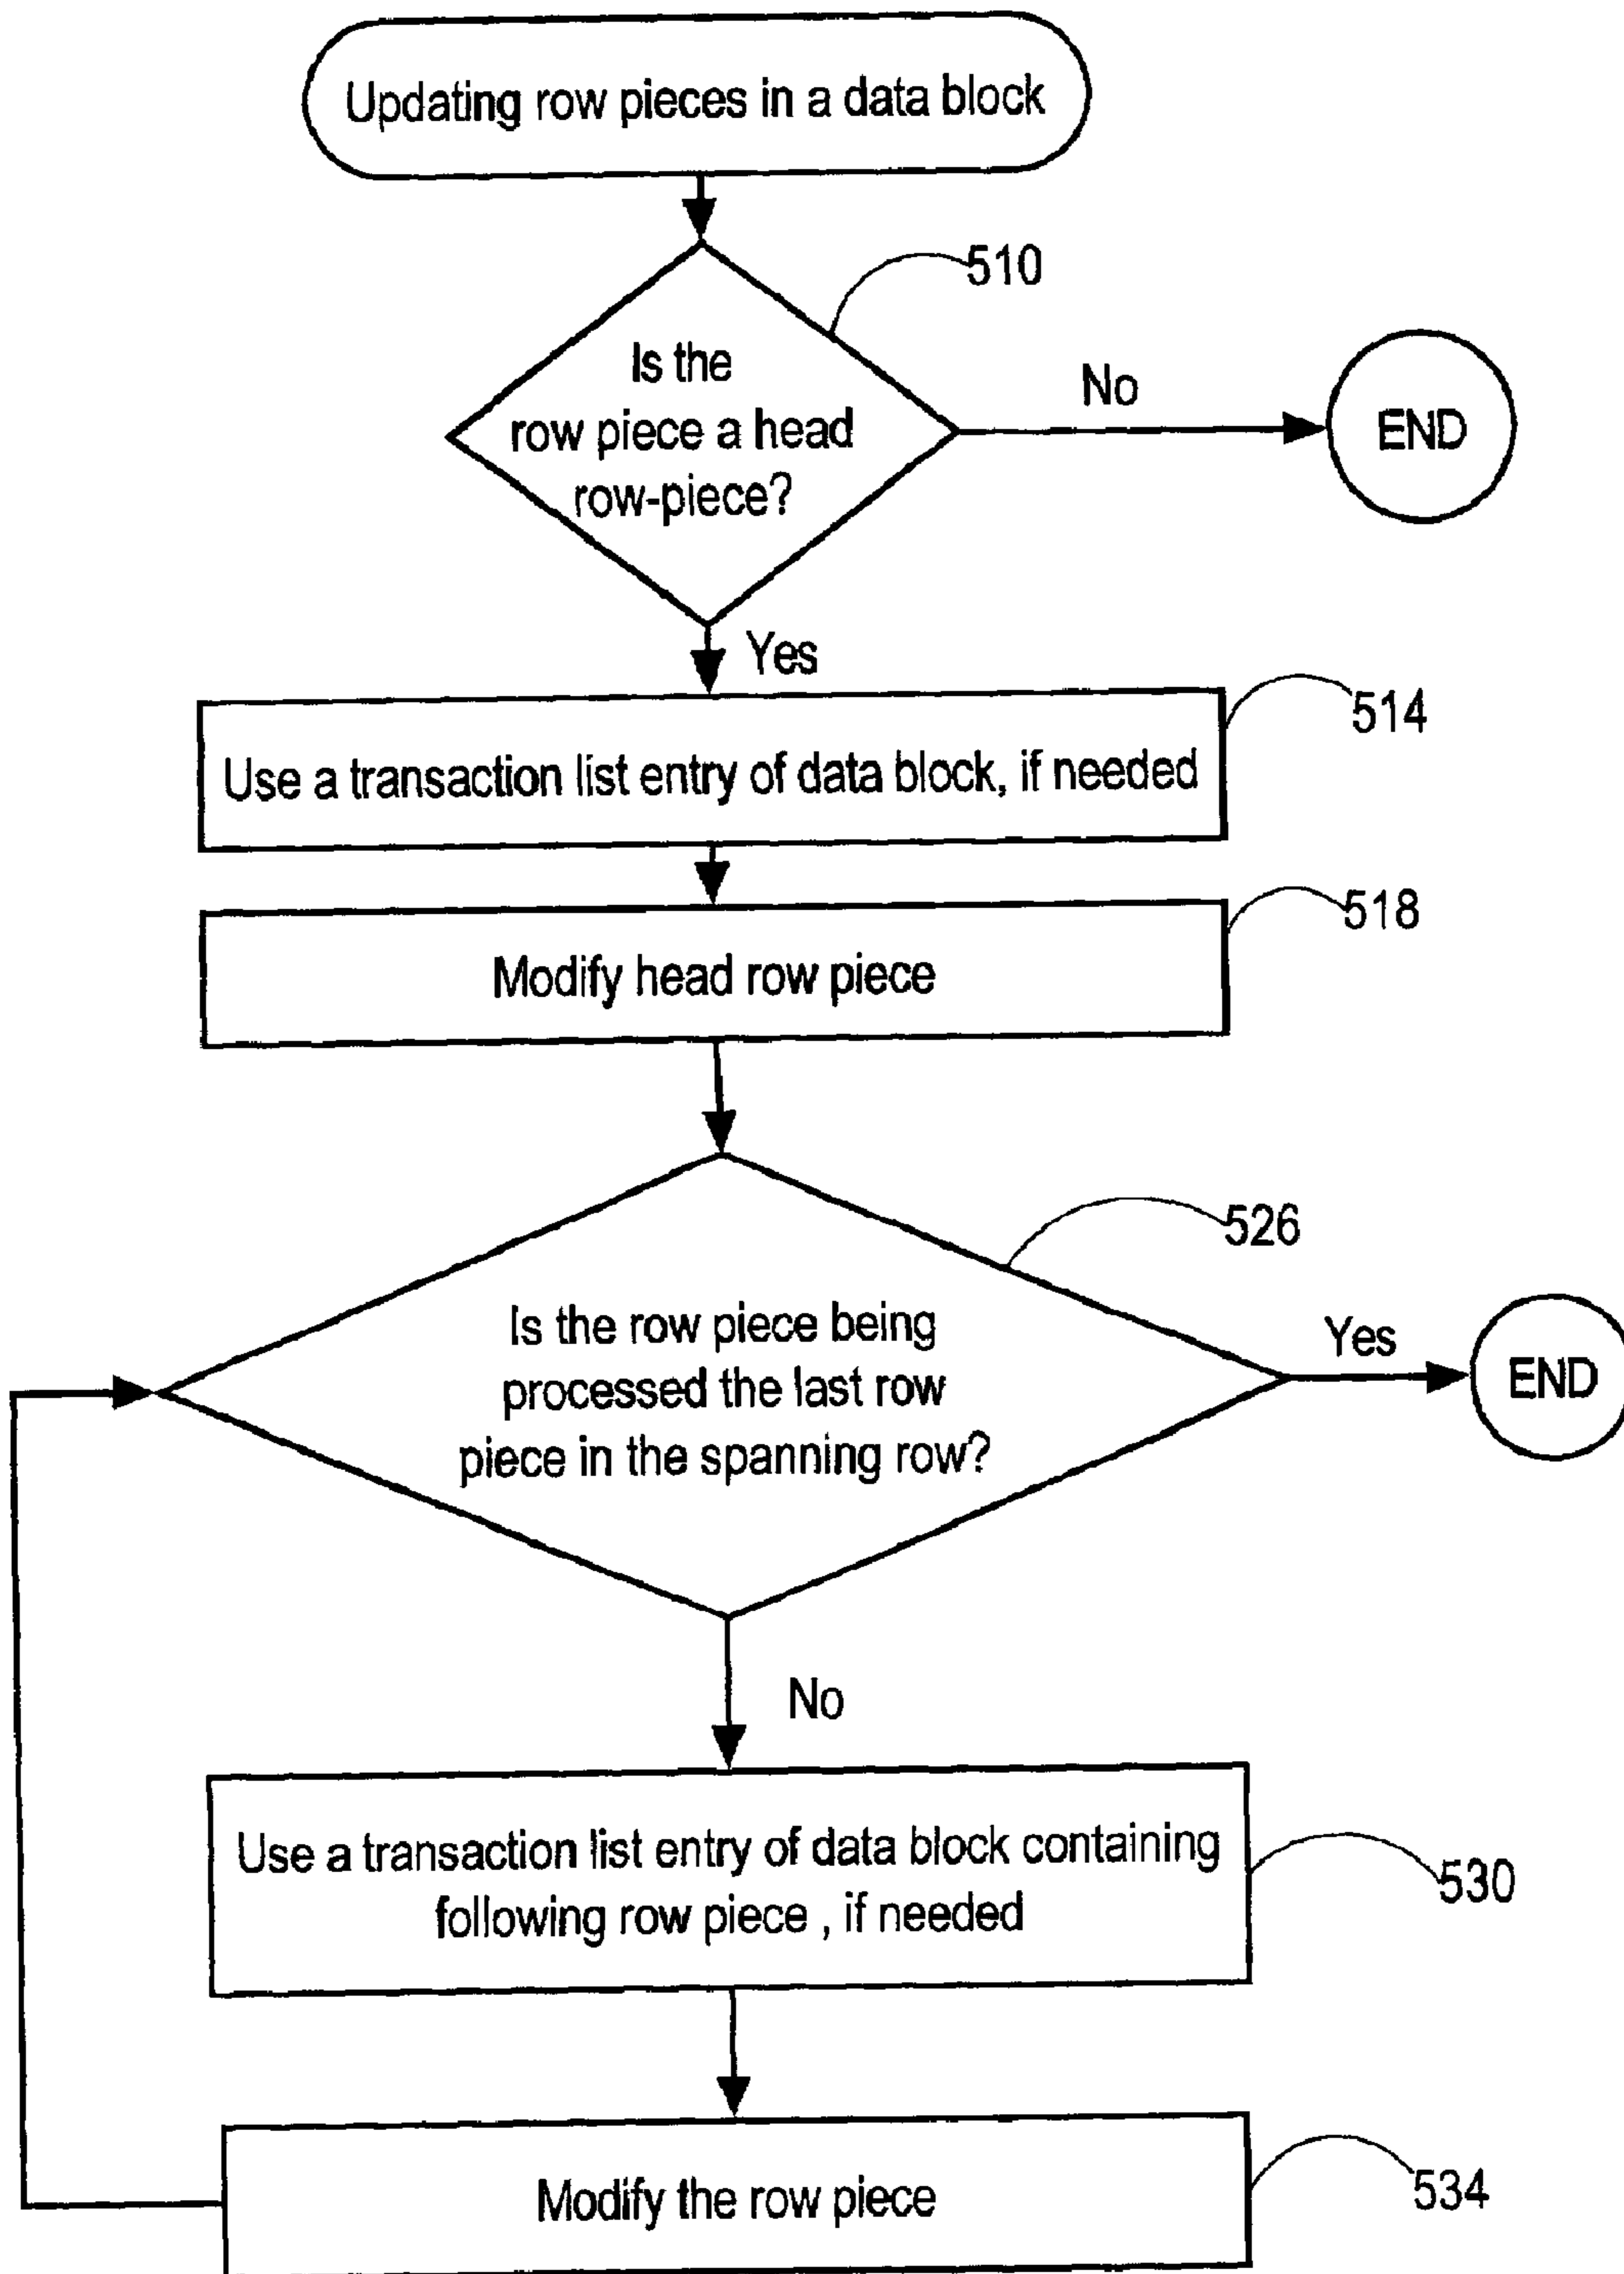 Updating row pieces in a data block
510
Is the
row piece a head
row-piece?
No
END
Yes
514
Use a transaction list entry of data block, if needed
518
Modify head row piece
526
Is the row piece being
processed the last row
piece in the spanning row?
Yes
END
No
Use a transaction list entry of data block containing
following row piece , if needed
530
Modify the row piece
534